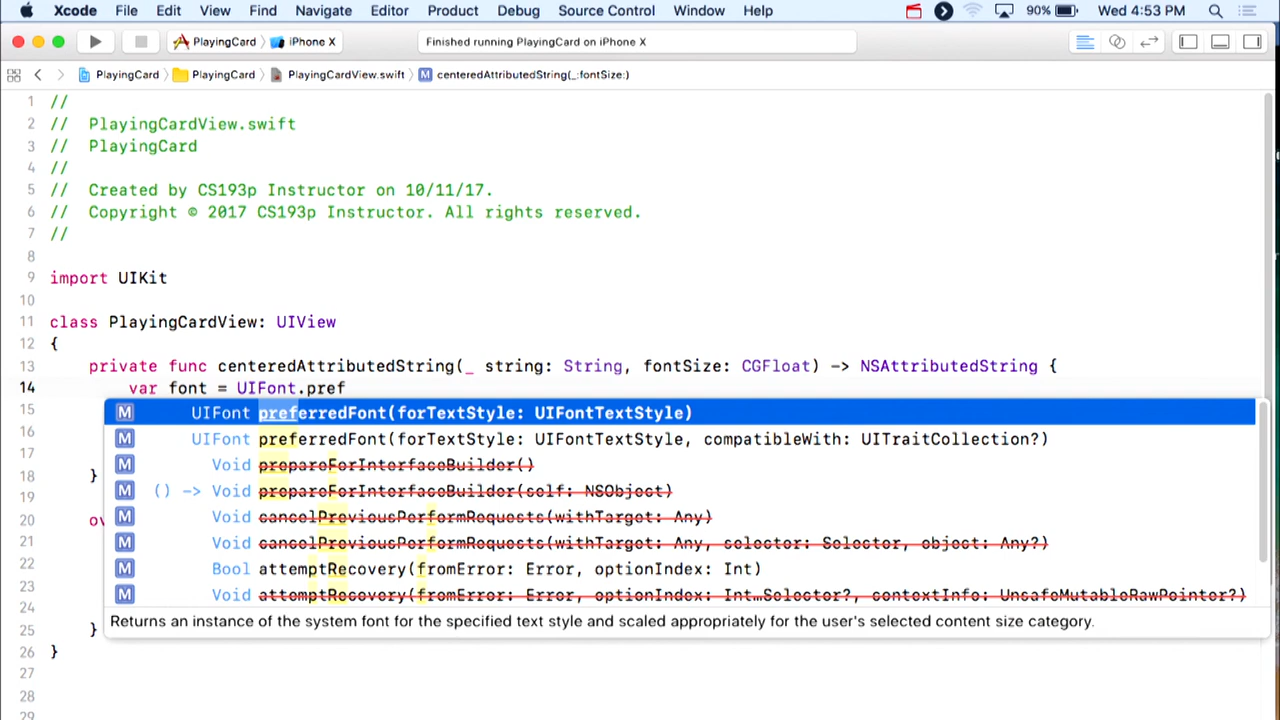 Xcode File Edit View Find Navigate Editor Product Debug Source Control Window Help 90% Wed 4:53 PM
PlayingCard iPhone X Finished running PlayingCard on iPhone X
PlayingCard PlayingCard PlayingCardView.swift M centeredAttributedString(_:fontSize:)
1 //
2 // PlayingCardView.swift
3 // PlayingCard
4 //
5 // Created by CS193p Instructor on 10/11/17.
6 // Copyright © 2017 CS193p Instructor. All rights reserved.
7 //
8
9 import UIKit
10
11 class PlayingCardView: UIView
12 {
13 private func centeredAttributedString(_ string: String, fontSize: CGFloat) -> NSAttributedString {
14 var font = UIFont.pref
15 M UIFont preferredFont(forTextStyle: UIFontTextStyle)
16 M UIFont preferredFont(forTextStyle: UIFontTextStyle, compatibleWith: UITraitCollection?)
17 M Void prepareForInterfaceBuilder()
18 } M () -> Void prepareForInterfaceBuilder(self: NSObject)
19 M Void cancelPreviousPerformRequests(withTarget: Any)
20 ov
21 M Void cancelPreviousPerformRequests(withTarget: Any, selector: Selector, object: Any?)
22 M Bool attemptRecovery(fromError: Error, optionIndex: Int)
23 M Void attemptRecovery(fromError: Error, optionIndex: Int…Selector?, contextInfo: UnsafeMutableRawPointer?)
24
25 } Returns an instance of the system font for the specified text style and scaled appropriately for the user's selected content size category.
26 }
27
28
29